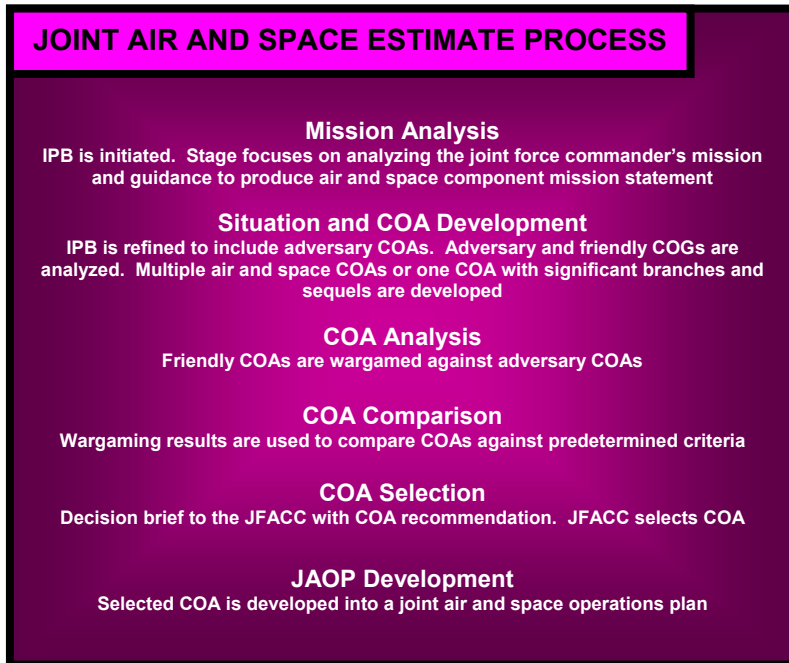 JOINT AIR AND SPACE ESTIMATE PROCESS
Mission Analysis
IPB is initiated.  Stage focuses on analyzing the joint force commander's mission
and guidance to produce air and space component mission statement
Situation and COA Development
IPB is refined to include adversary COAs.  Adversary and friendly COGs are
analyzed.  Multiple air and space COAs or one COA with significant branches and
sequels are developed
COA Analysis
Friendly COAs are wargamed against adversary COAs
COA Comparison
Wargaming results are used to compare COAs against predetermined criteria
COA Selection
Decision brief to the JFACC with COA recommendation.  JFACC selects COA
JAOP Development
Selected COA is developed into a joint air and space operations plan